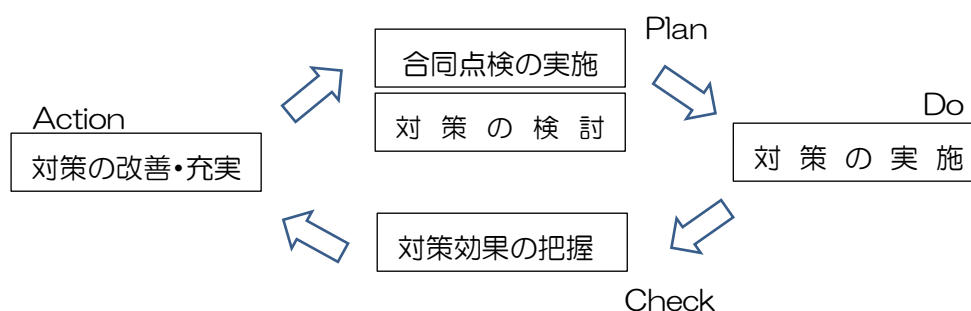 Plan
合同点検の実施
対策の検討
Do
対策の実施
Action
対策の改善・充実
対策効果の把握
Check